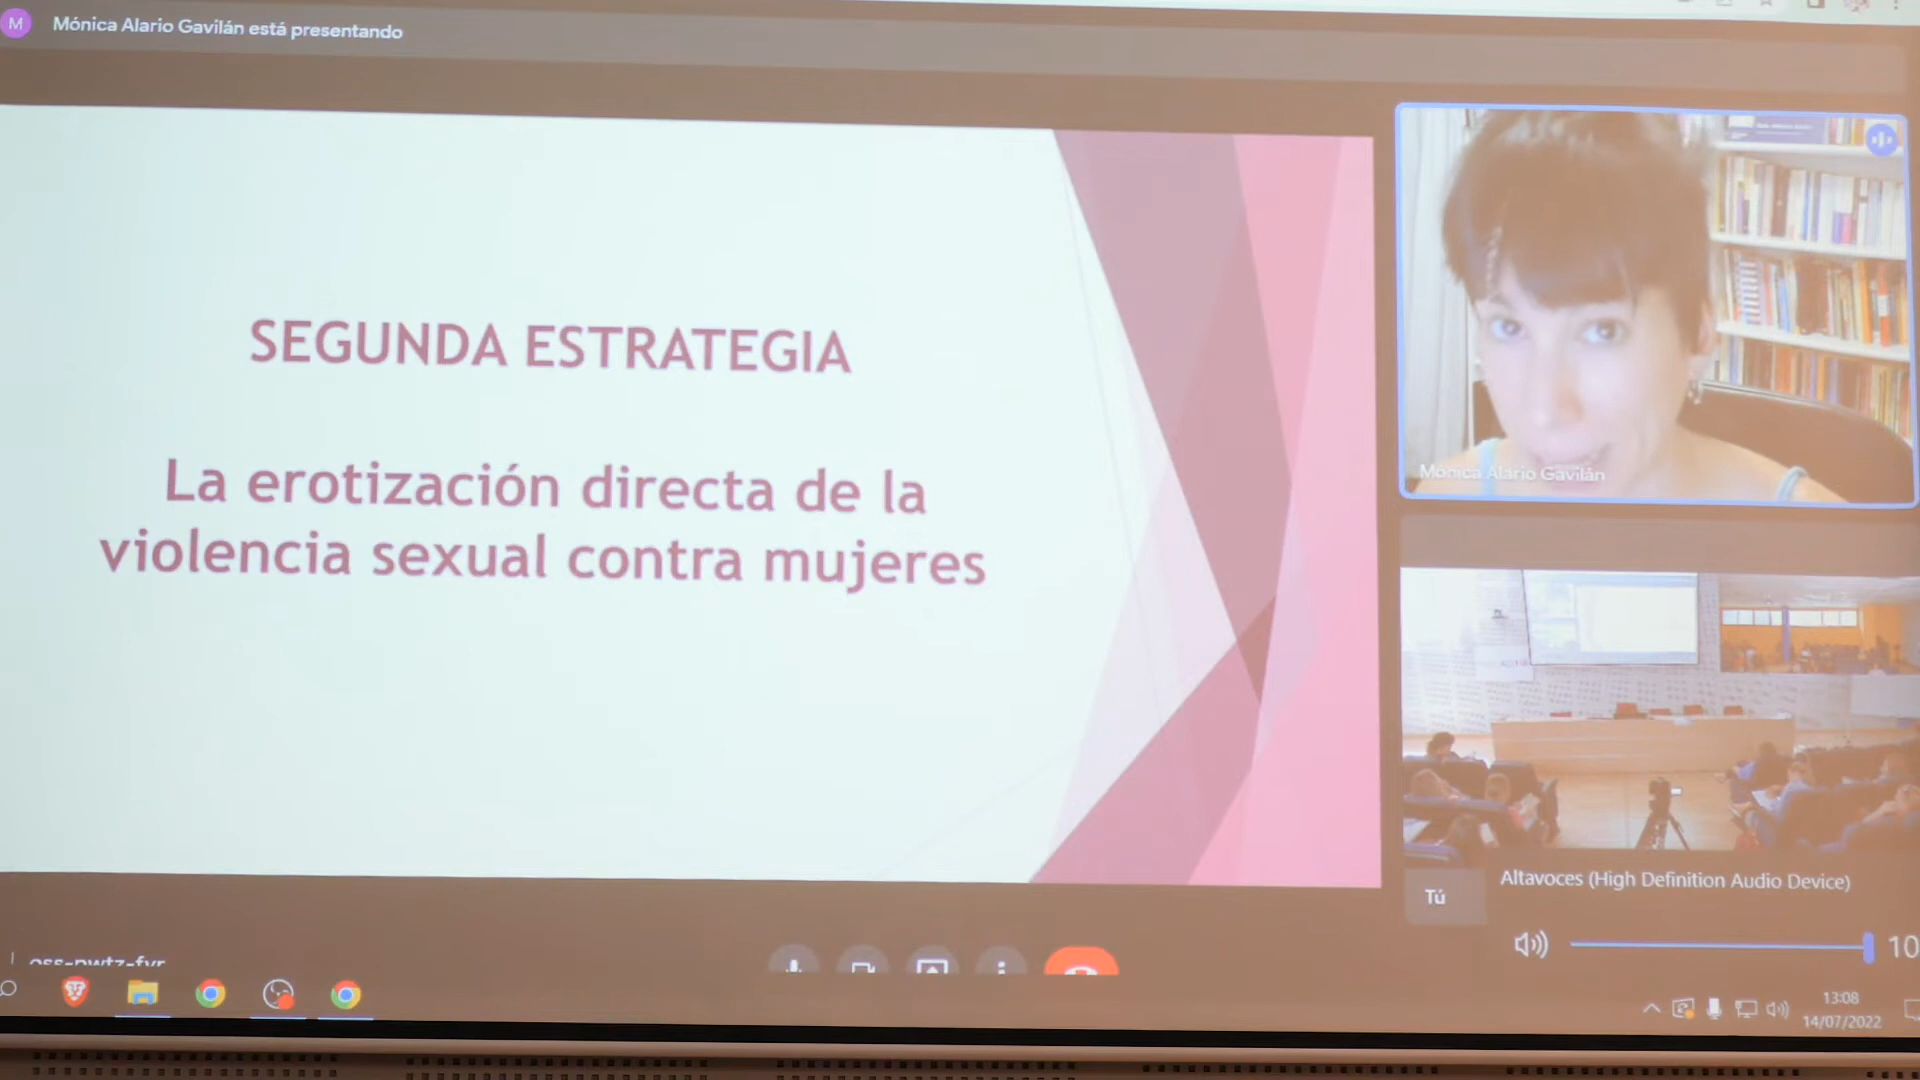 M
Mónica Alario Gavilán está presentando
SEGUNDA ESTRATEGIA
La erotización directa de la
violencia sexual contra mujeres
Mónica Alario Gavilán
Tú
Altavoces (High Definition Audio Device)
10
13:08
14/07/2022